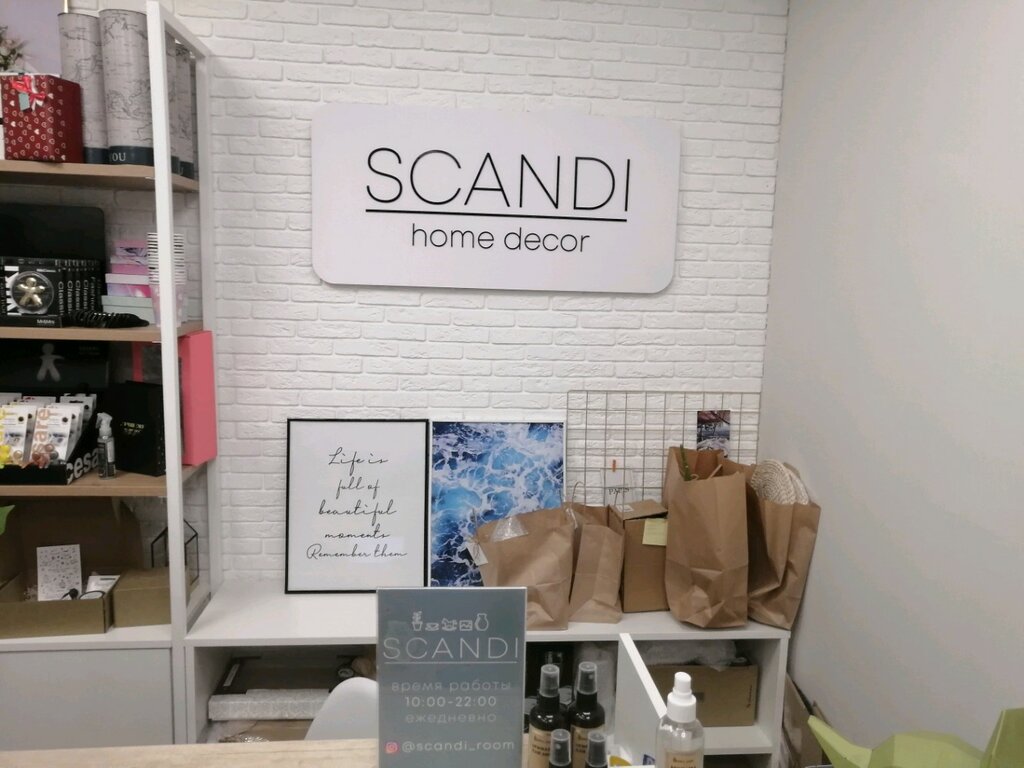 SCANDI
home decor
Life is
full of
beautiful
moments
Remember them
YOU
SCANDI
время работы
10:00-22:00
ежедневно
@scandi_room